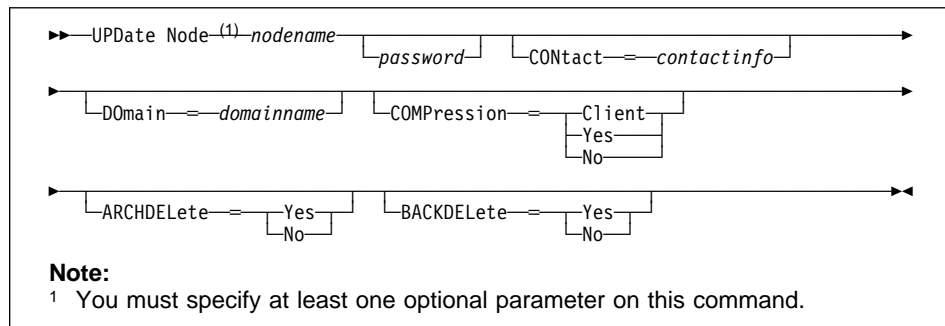 UPDate Node (1) nodename
password CONtact = contactinfo
DOmain = domainname COMPression = Client
Yes
No
ARCHDELete = Yes BACKDELete = Yes
No No
Note:
1 You must specify at least one optional parameter on this command.